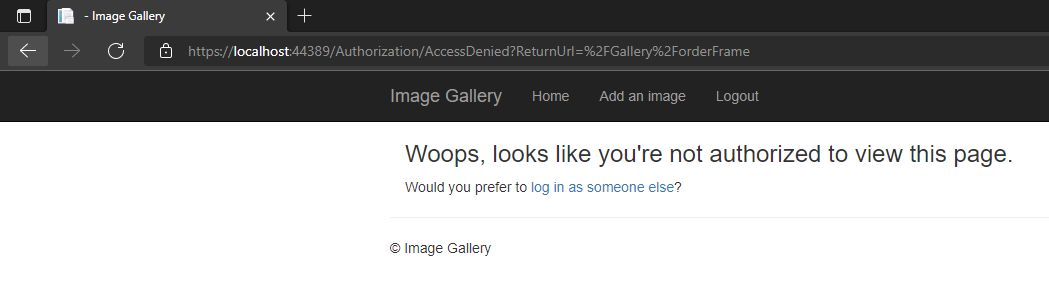 - Image Gallery
https://localhost:44389/Authorization/AccessDenied?ReturnUrl=%2FGallery%2ForderFrame
Image Gallery Home Add an image Logout
Woops, looks like you're not authorized to view this page.
Would you prefer to log in as someone else?
© Image Gallery